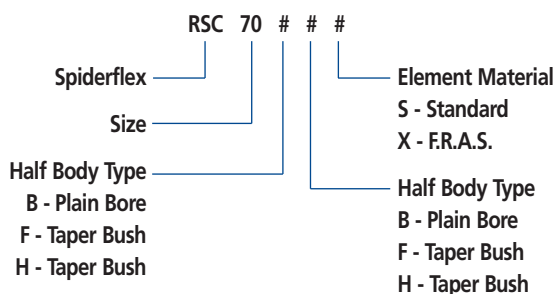 RSC 70 # # #
Spiderflex
Size
Half Body Type
B - Plain Bore
F - Taper Bush
H - Taper Bush
Element Material
S - Standard
X - F.R.A.S.
Half Body Type
B - Plain Bore
F - Taper Bush
H - Taper Bush